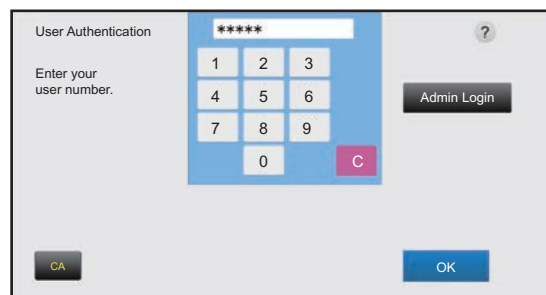 User Authentication
*****
?
Enter your
user number.
1 2 3
4 5 6
7 8 9
0 C
Admin Login
CA
OK